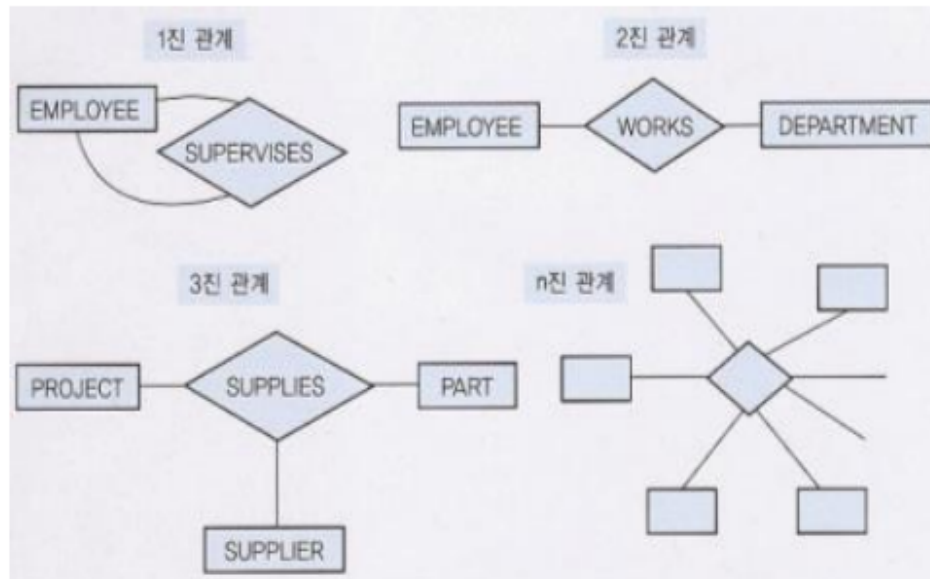 1진 관계
EMPLOYEE
SUPERVISES
2진 관계
EMPLOYEE
WORKS
DEPARTMENT
3진 관계
PROJECT
SUPPLIES
PART
SUPPLIER
n진 관계